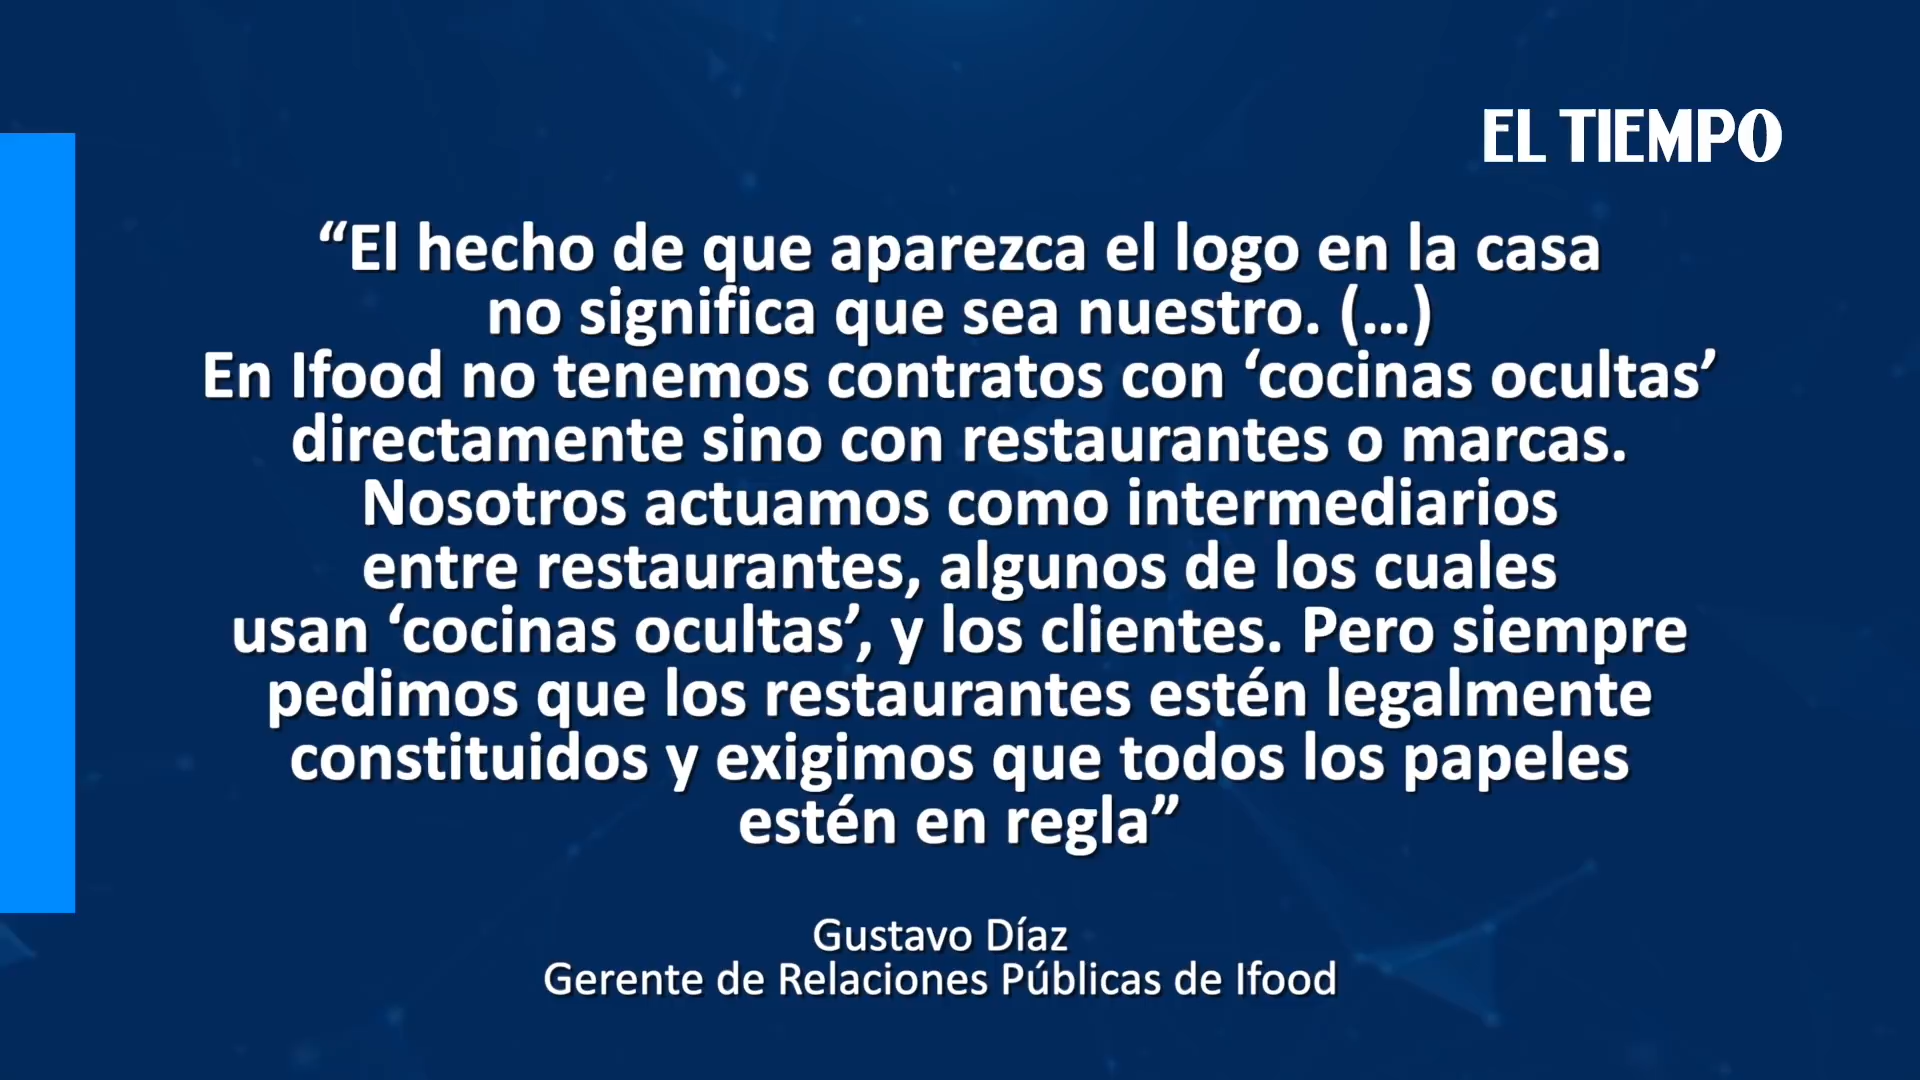 EL TIEMPO
“El hecho de que aparezca el logo en la casa
no significa que sea nuestro. (...)
En Ifood no tenemos contratos con ‘cocinas ocultas’
directamente sino con restaurantes o marcas.
Nosotros actuamos como intermediarios
entre restaurantes, algunos de los cuales
usan ‘cocinas ocultas’, y los clientes. Pero siempre
pedimos que los restaurantes estén legalmente
constituidos y exigimos que todos los papeles
estén en regla”
Gustavo Díaz
Gerente de Relaciones Públicas de Ifood